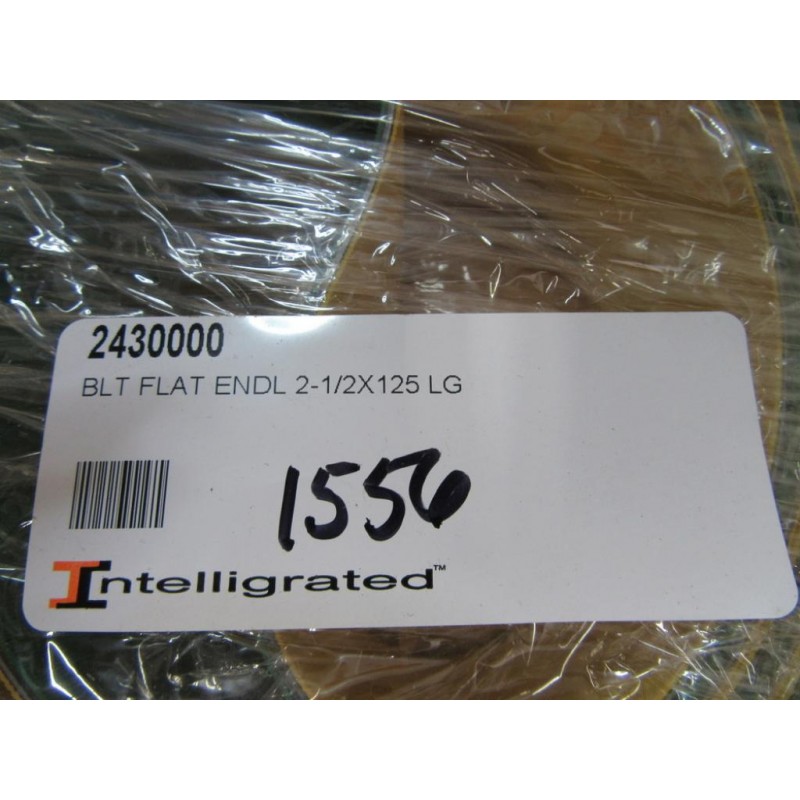 2430000
BLT FLAT ENDL 2-1/2X125 LG
1556
Intelligrated™